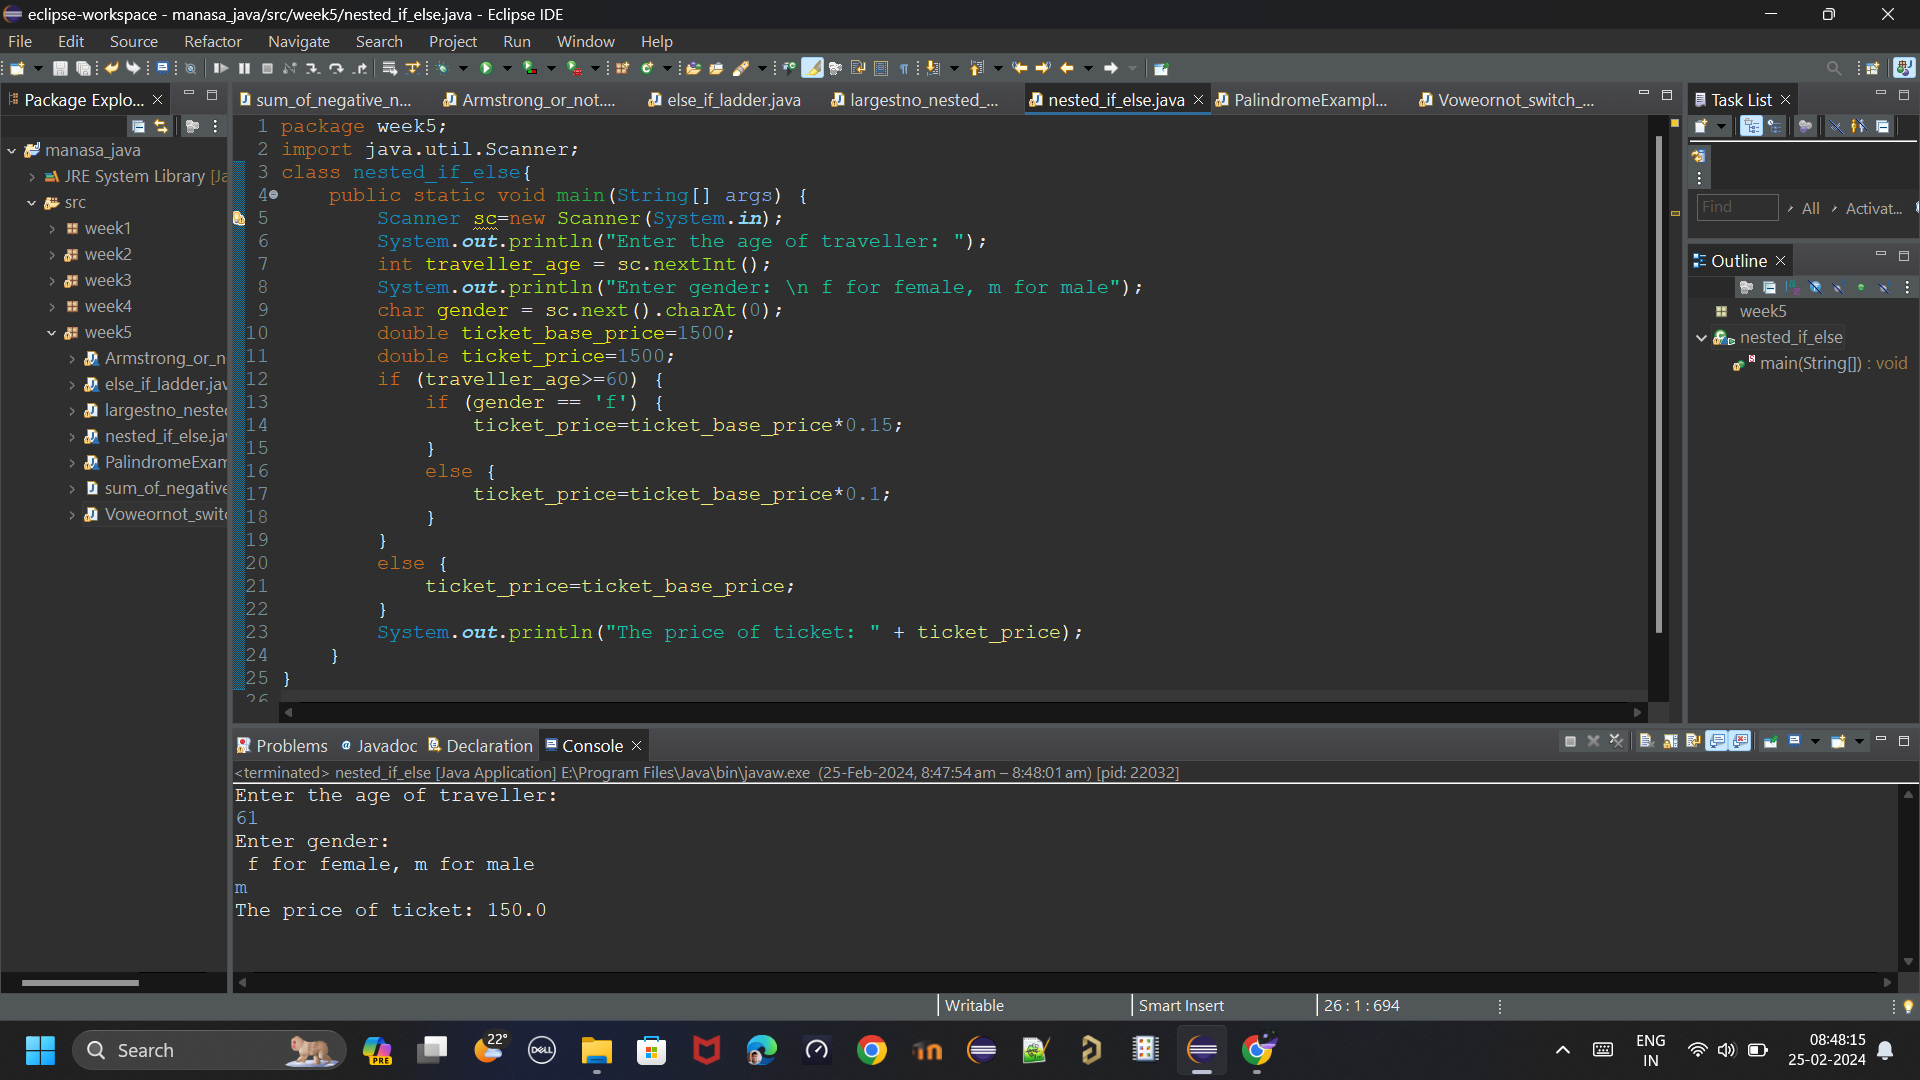 eclipse-workspace - manasa_java/src/week5/nested_if_else.java - Eclipse IDE
File Edit Source Refactor Navigate Search Project Run Window Help
Package Explo...
sum_of_negative_n... Armstrong_or_not.... else_if_ladder.java largestno_nested_... nested_if_else.java PalindromeExampl... Voweornot_switch_...
Task List
manasa_java
JRE System Library [Ja
src
week1
week2
week3
week4
week5
Armstrong_or_n
else_if_ladder.jav
largestno_neste
nested_if_else.ja
PalindromeExam
sum_of_negative
Voweornot_swit
1 package week5;
2 import java.util.Scanner;
3 class nested_if_else{
4 public static void main(String[] args) {
5 Scanner sc=new Scanner(System.in);
6 System.out.println("Enter the age of traveller: ");
7 int traveller_age = sc.nextInt();
8 System.out.println("Enter gender: \n f for female, m for male");
9 char gender = sc.next().charAt(0);
10 double ticket_base_price=1500;
11 double ticket_price=1500;
12 if (traveller_age>=60) {
13 if (gender == 'f') {
14 ticket_price=ticket_base_price*0.15;
15 }
16 else {
17 ticket_price=ticket_base_price*0.1;
18 }
19 }
20 else {
21 ticket_price=ticket_base_price;
22 }
23 System.out.println("The price of ticket: " + ticket_price);
24 }
25 }
26
Find All Activat...
Outline
week5
nested_if_else
main(String[]) : void
Problems Javadoc Declaration Console
<terminated> nested_if_else [Java Application] E:\Program Files\Java\bin\javaw.exe (25-Feb-2024, 8:47:54 am – 8:48:01 am) [pid: 22032]
Enter the age of traveller:
61
Enter gender:
f for female, m for male
m
The price of ticket: 150.0
Writable Smart Insert 26 : 1 : 694
Search
PRE
22°
DELL
ENG
IN
08:48:15
25-02-2024